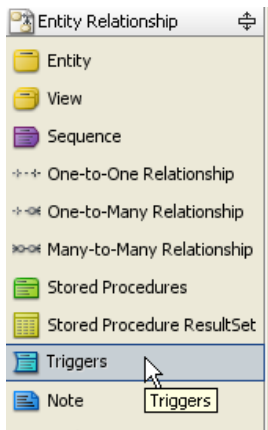 Entity Relationship
Entity
View
Sequence
One-to-One Relationship
One-to-Many Relationship
Many-to-Many Relationship
Stored Procedures
Stored Procedure ResultSet
Triggers
Note
Triggers